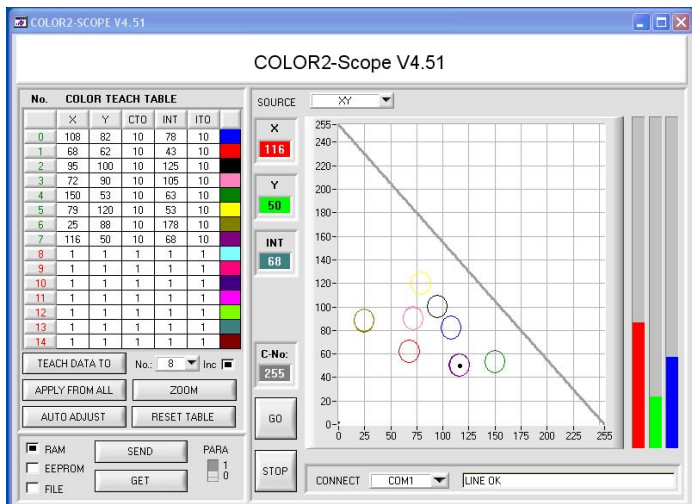 COLOR2-SCOPE V4.51
COLOR2-Scope V4.51
No. COLOR TEACH TABLE
X Y CTO INT ITO
0 108 82 10 78 10
1 68 62 10 43 10
2 95 100 10 125 10
3 72 90 10 105 10
4 150 53 10 63 10
5 79 120 10 53 10
6 25 88 10 178 10
7 116 50 10 68 10
8 1 1 1 1 1
9 1 1 1 1 1
10 1 1 1 1 1
11 1 1 1 1 1
12 1 1 1 1 1
13 1 1 1 1 1
14 1 1 1 1 1
TEACH DATA TO No.: 8 Inc
APPLY FROM ALL ZOOM
AUTO ADJUST RESET TABLE
RAM
EEPROM
FILE
SEND
GET
PARA
1
0
SOURCE XY
X
116
Y
50
INT
68
C-No:
255
GO
STOP
255-
240-
220-
200-
180-
160-
140-
120-
100-
80-
60-
40-
20-
0-
0 25 50 75 100 125 150 175 200 225 255
CONNECT COM1 LINE OK